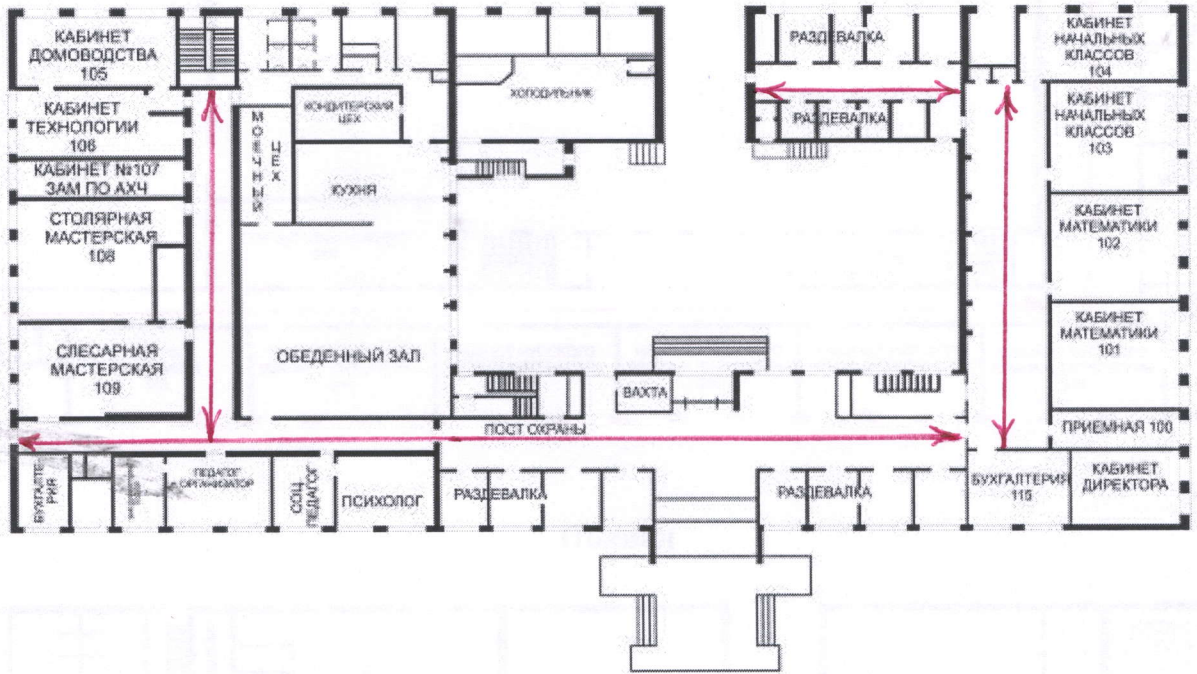 КАБИНЕТ
ДОМОВОДСТВА
105
КАБИНЕТ
ТЕХНОЛОГИИ
106
КАБИНЕТ №107
ЗАМ ПО АХЧ
СТОЛЯРНАЯ
МАСТЕРСКАЯ
108
СЛЕСАРНАЯ
МАСТЕРСКАЯ
109
МОЕЧНЫЙ
ЦЕХ
КОНДИТЕРСКИЙ
ЦЕХ
КУХНЯ
ОБЕДЕННЫЙ ЗАЛ
ХОЛОДИЛЬНИК
РАЗДЕВАЛКА
РАЗДЕВАЛКА
КАБИНЕТ
НАЧАЛЬНЫХ
КЛАССОВ
104
КАБИНЕТ
НАЧАЛЬНЫХ
КЛАССОВ
103
КАБИНЕТ
МАТЕМАТИКИ
102
КАБИНЕТ
МАТЕМАТИКИ
101
ПРИЕМНАЯ 100
ВАХТА
ПОСТ ОХРАНЫ
БУХГАЛТЕ
РИЯ
ПЕДАГОГ
ОРГАНИЗАТОР
СОЦ.
ПЕДАГОГ
ПСИХОЛОГ
РАЗДЕВАЛКА
РАЗДЕВАЛКА
БУХГАЛТЕРИЯ
115
КАБИНЕТ
ДИРЕКТОРА